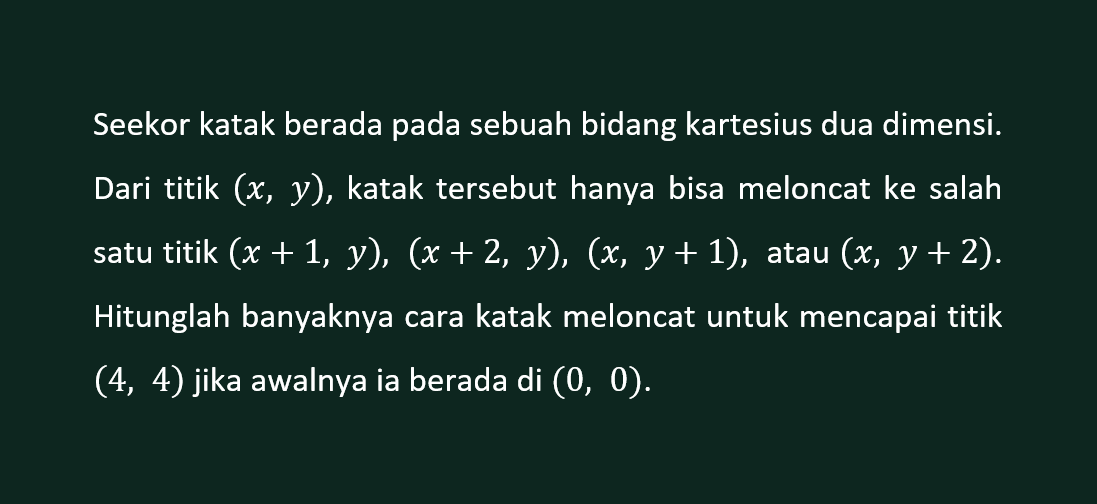 Seekor katak berada pada sebuah bidang kartesius dua dimensi.
Dari titik (x, y), katak tersebut hanya bisa meloncat ke salah
satu titik (x + 1, y), (x + 2, y), (x, y + 1), atau (x, y + 2).
Hitunglah banyaknya cara katak meloncat untuk mencapai titik
(4, 4) jika awalnya ia berada di (0, 0).